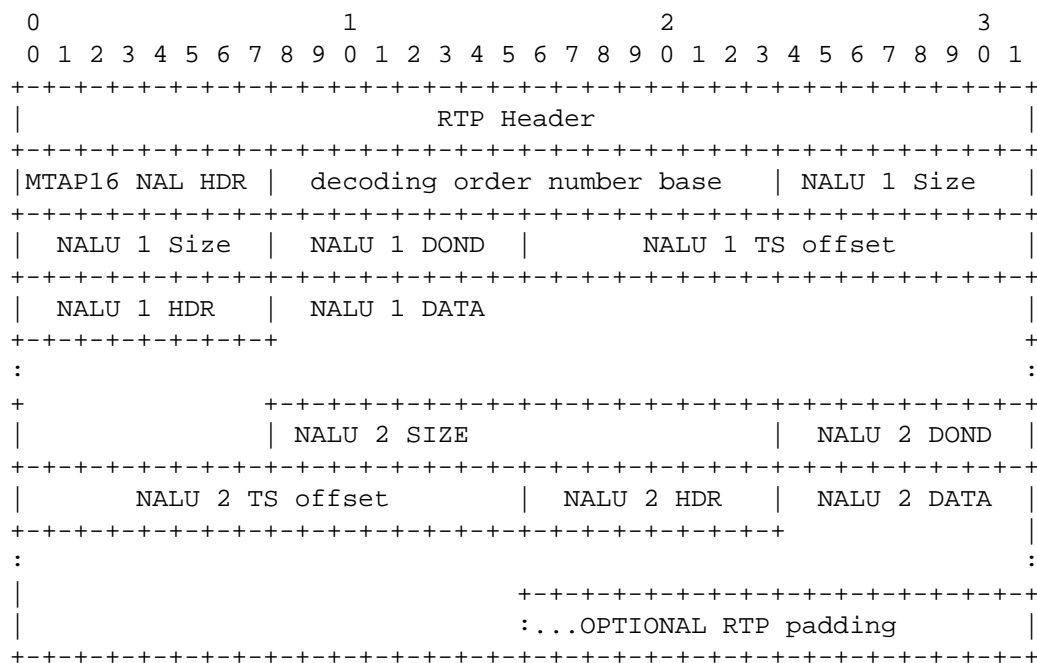 0                   1                   2                   3
0 1 2 3 4 5 6 7 8 9 0 1 2 3 4 5 6 7 8 9 0 1 2 3 4 5 6 7 8 9 0 1
+-+-+-+-+-+-+-+-+-+-+-+-+-+-+-+-+-+-+-+-+-+-+-+-+-+-+-+-+-+-+-+-+
|                          RTP Header                           |
+-+-+-+-+-+-+-+-+-+-+-+-+-+-+-+-+-+-+-+-+-+-+-+-+-+-+-+-+-+-+-+-+
|MTAP16 NAL HDR |  decoding order number base   | NALU 1 Size   |
+-+-+-+-+-+-+-+-+-+-+-+-+-+-+-+-+-+-+-+-+-+-+-+-+-+-+-+-+-+-+-+-+
|  NALU 1 Size  |  NALU 1 DOND  |       NALU 1 TS offset        |
+-+-+-+-+-+-+-+-+-+-+-+-+-+-+-+-+-+-+-+-+-+-+-+-+-+-+-+-+-+-+-+-+
|  NALU 1 HDR   |  NALU 1 DATA                                  |
+-+-+-+-+-+-+-+-+                                               +
:                                                               :
+               +-+-+-+-+-+-+-+-+-+-+-+-+-+-+-+-+-+-+-+-+-+-+-+-+
|               | NALU 2 SIZE                   |  NALU 2 DOND  |
+-+-+-+-+-+-+-+-+-+-+-+-+-+-+-+-+-+-+-+-+-+-+-+-+-+-+-+-+-+-+-+-+
|       NALU 2 TS offset        |  NALU 2 HDR   |  NALU 2 DATA  |
+-+-+-+-+-+-+-+-+-+-+-+-+-+-+-+-+-+-+-+-+-+-+-+-+               |
:                                                               :
|                               +-+-+-+-+-+-+-+-+-+-+-+-+-+-+-+-+
|                               :...OPTIONAL RTP padding        |
+-+-+-+-+-+-+-+-+-+-+-+-+-+-+-+-+-+-+-+-+-+-+-+-+-+-+-+-+-+-+-+-+